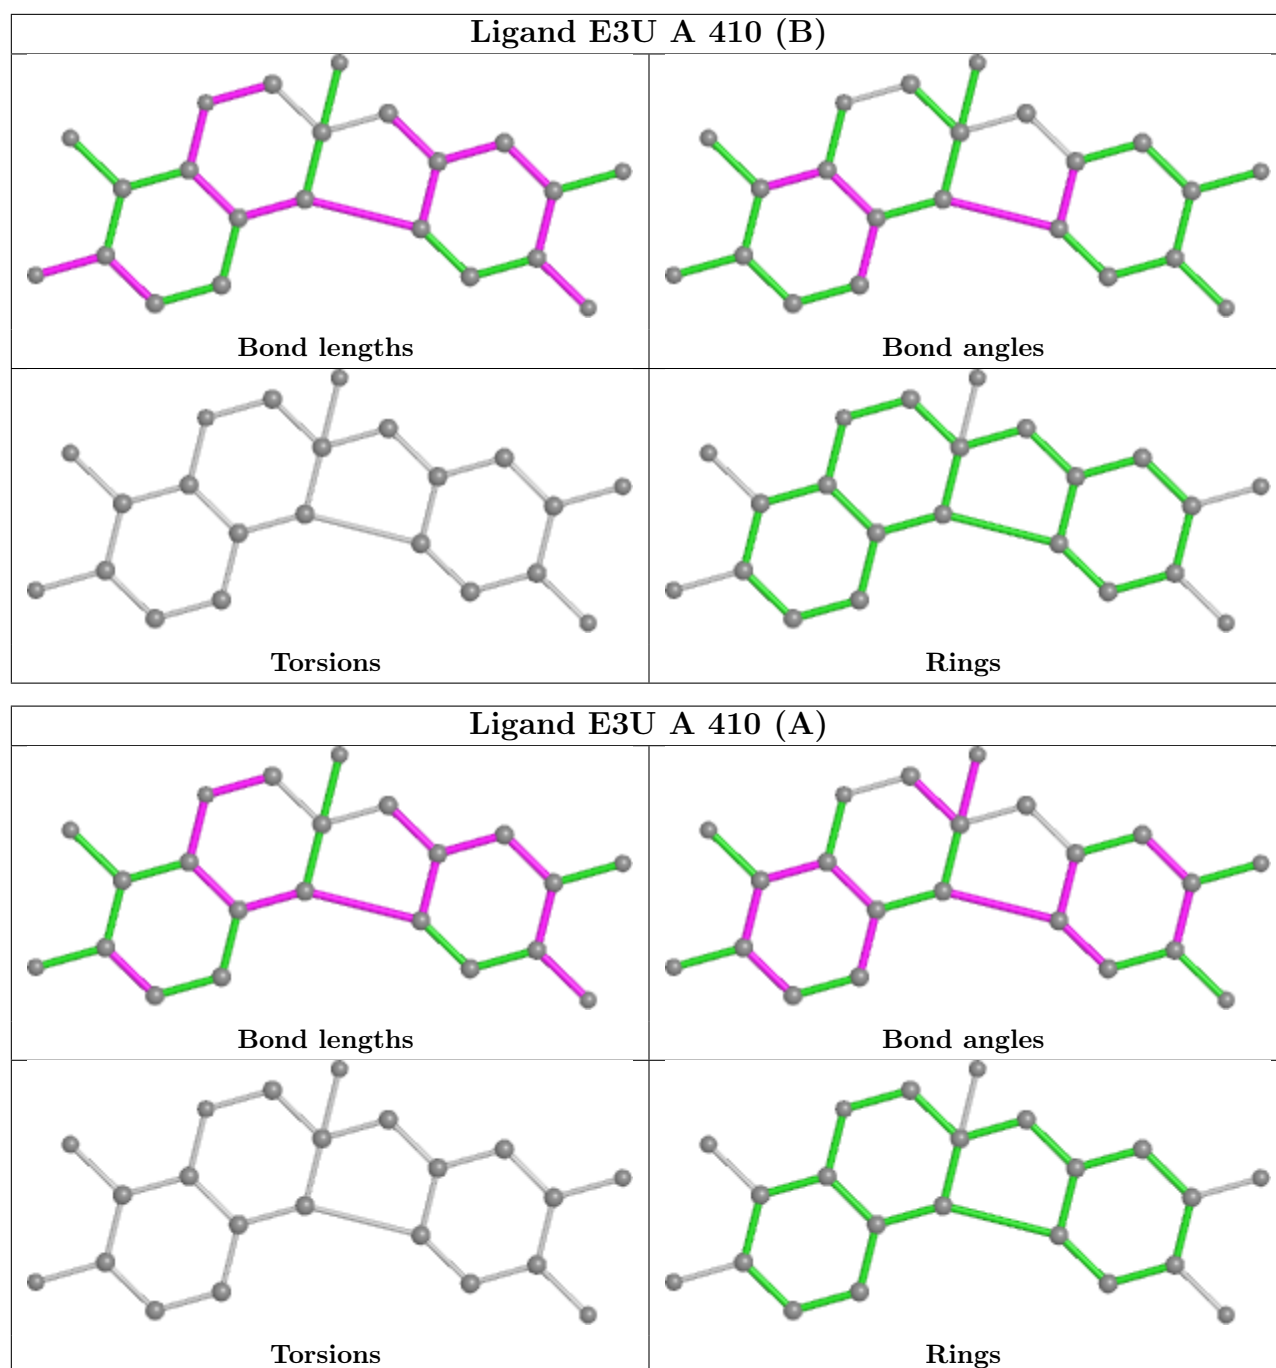 Ligand E3U A 410 (B)
Bond lengths
Bond angles
Torsions
Rings
Ligand E3U A 410 (A)
Bond lengths
Bond angles
Torsions
Rings